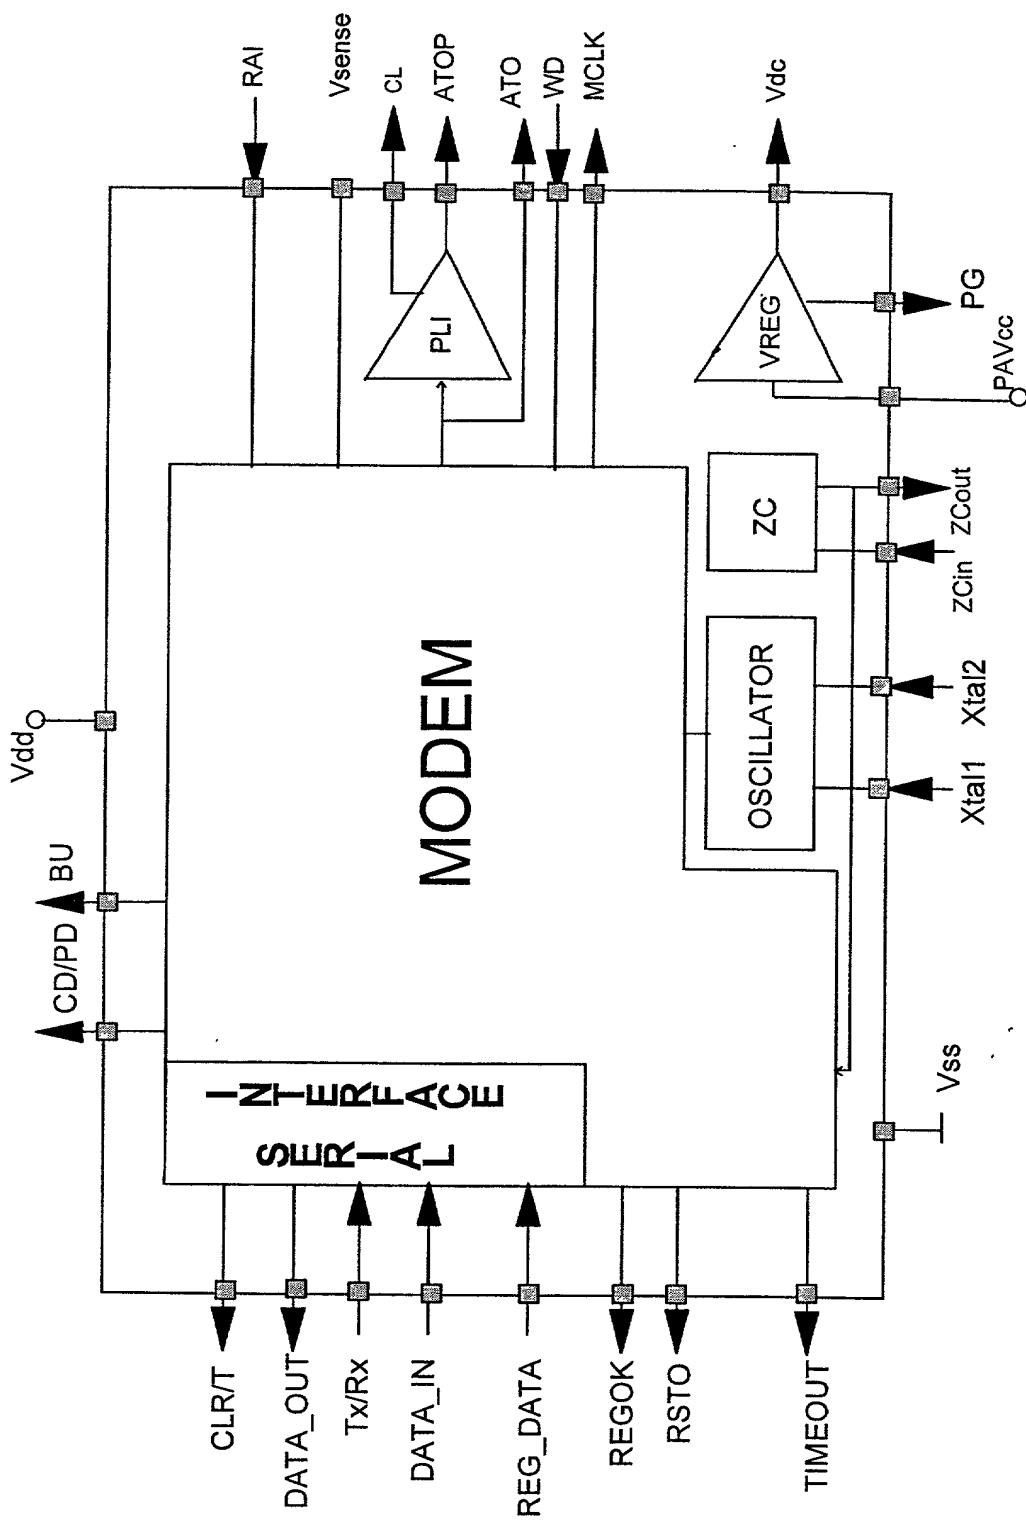 Vdd
CD/PD
BU
CLR/T
DATA_OUT
Tx/Rx
DATA_IN
REG_DATA
REGOK
RSTO
TIMEOUT
SERIAL
INTERFACE
MODEM
OSCILLATOR
ZC
PLI
VREG
RAI
Vsense
CL
ATOP
ATO
WD
MCLK
Vdc
Vss
Xtal1
Xtal2
ZCin
ZCout
PAVcc
PG